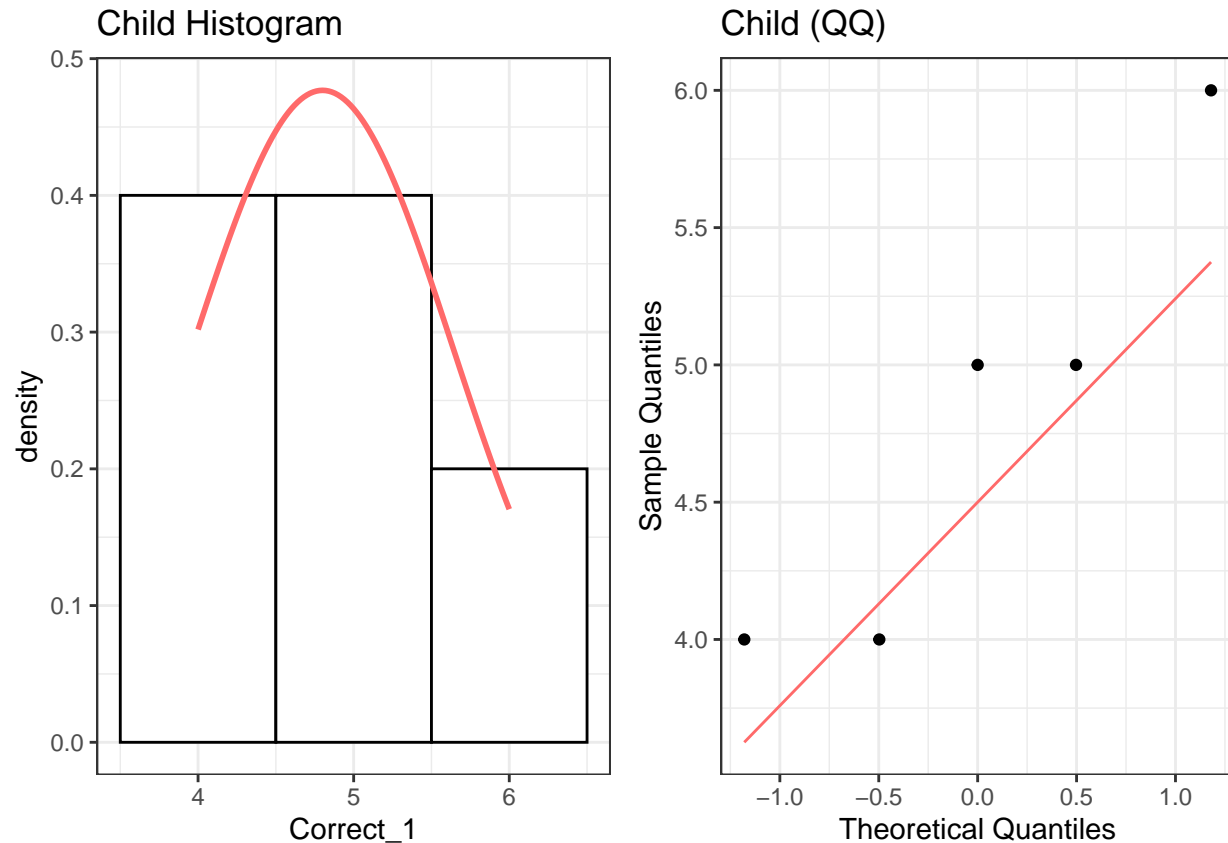 Child Histogram
0.5
0.4
0.3
0.2
0.1
0.0
density
4 5 6
Correct_1
Child (QQ)
6.0
5.5
5.0
4.5
4.0
Sample Quantiles
−1.0 −0.5 0.0 0.5 1.0
Theoretical Quantiles